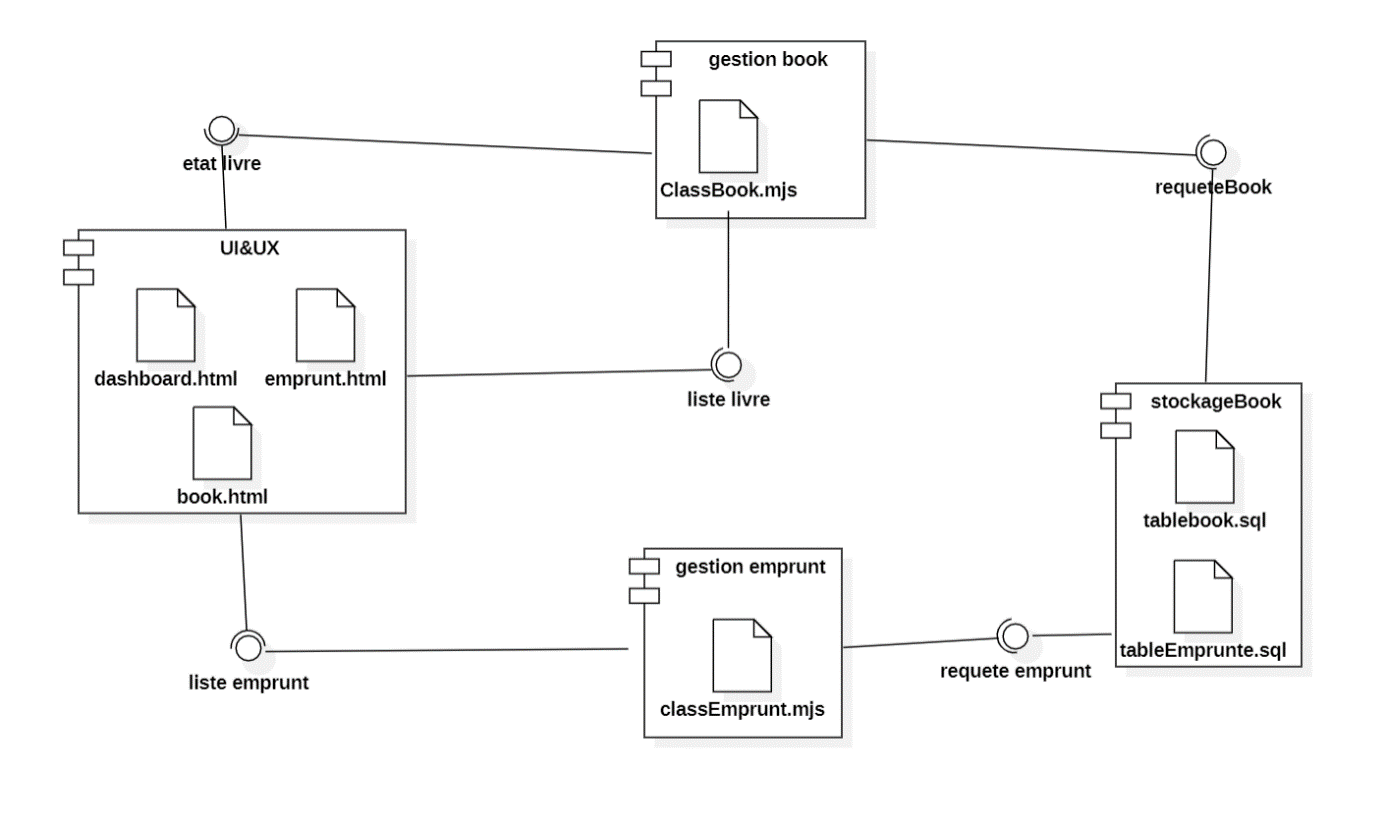 gestion book
ClassBook.mjs
etat livre
requeteBook
UI&UX
dashboard.html
emprunt.html
book.html
liste livre
stockageBook
tablebook.sql
tableEmprunte.sql
gestion emprunt
classEmprunt.mjs
liste emprunt
requete emprunt